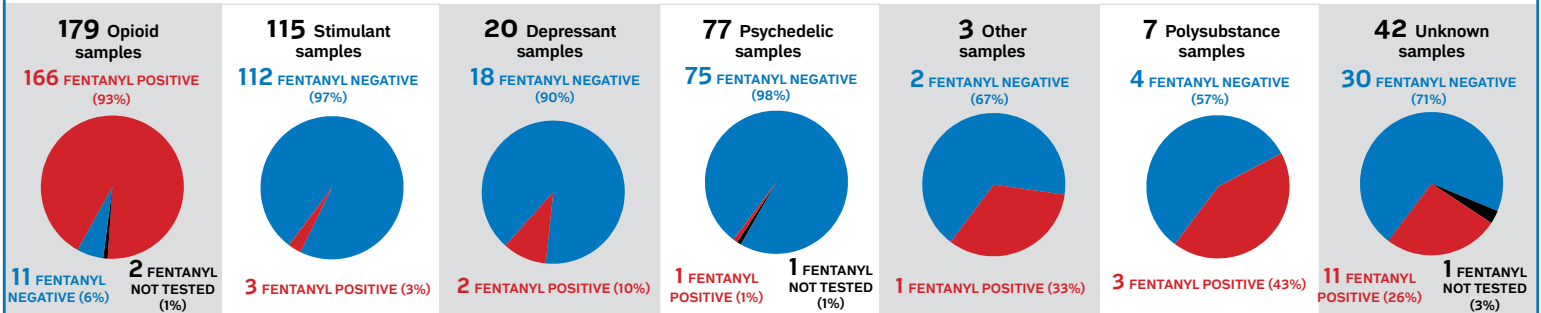 179 Opioid
samples
166 FENTANYL POSITIVE
(93%)
11 FENTANYL
NEGATIVE (6%)
2 FENTANYL
NOT TESTED
(1%)
115 Stimulant
samples
112 FENTANYL NEGATIVE
(97%)
3 FENTANYL POSITIVE (3%)
20 Depressant
samples
18 FENTANYL NEGATIVE
(90%)
2 FENTANYL POSITIVE (10%)
77 Psychedelic
samples
75 FENTANYL NEGATIVE
(98%)
1 FENTANYL
POSITIVE (1%)
1 FENTANYL
NOT TESTED
(1%)
3 Other
samples
2 FENTANYL NEGATIVE
(67%)
1 FENTANYL POSITIVE (33%)
7 Polysubstance
samples
4 FENTANYL NEGATIVE
(57%)
3 FENTANYL POSITIVE (43%)
42 Unknown
samples
30 FENTANYL NEGATIVE
(71%)
11 FENTANYL
POSITIVE (26%)
1 FENTANYL
NOT TESTED
(3%)